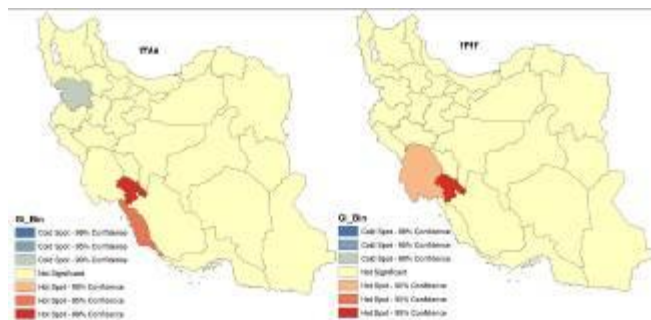 ۱۳۸۵
Gi_Bin
Cold Spot - 99% Confidence
Cold Spot - 95% Confidence
Cold Spot - 90% Confidence
Not Significant
Hot Spot - 90% Confidence
Hot Spot - 95% Confidence
Hot Spot - 99% Confidence
Gi_Bin
Cold Spot - 99% Confidence
Cold Spot - 95% Confidence
Cold Spot - 90% Confidence
Not Significant
Hot Spot - 90% Confidence
Hot Spot - 95% Confidence
Hot Spot - 99% Confidence